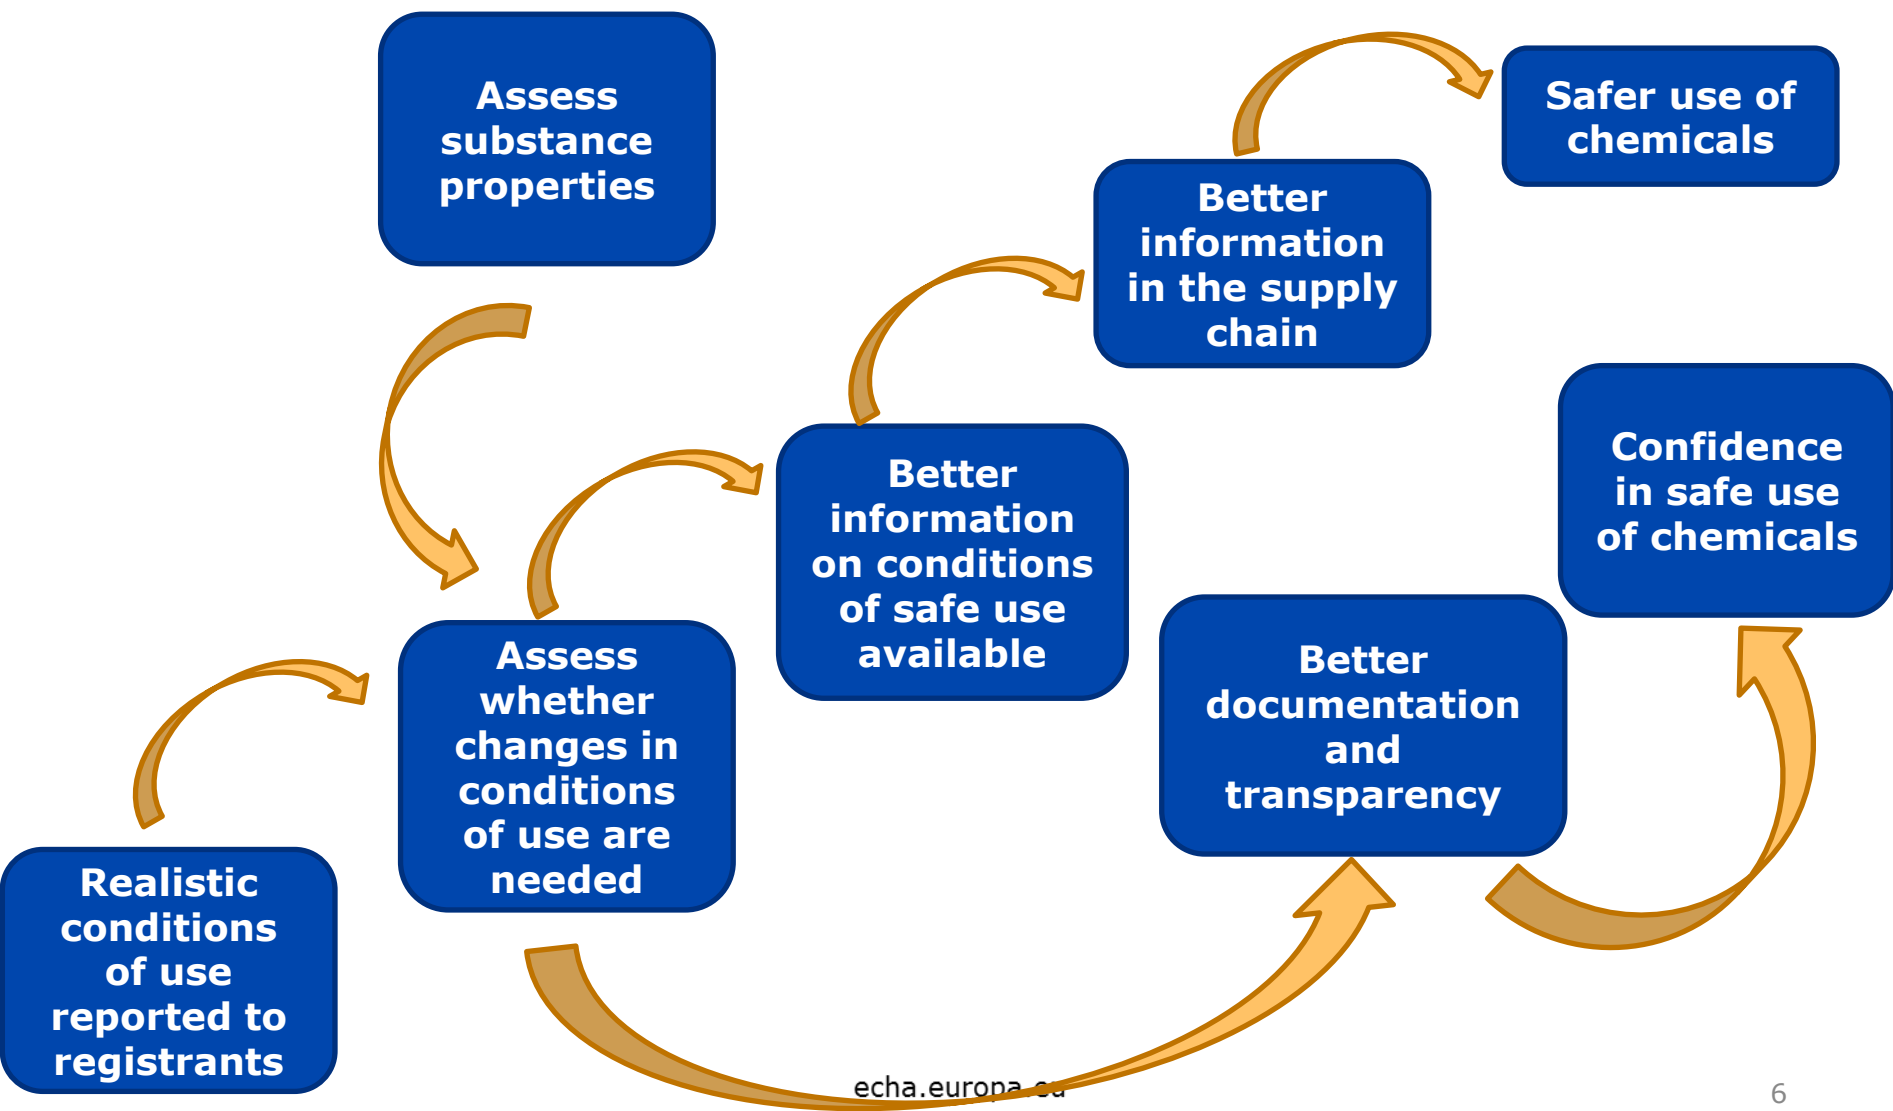 Assess
substance
properties
Safer use of
chemicals
Better
information
in the supply
chain
Confidence
in safe use
of chemicals
Better
information
on conditions
of safe use
available
Better
documentation
and
transparency
Assess
whether
changes in
conditions
of use are
needed
Realistic
conditions
of use
reported to
registrants
echa.europa.eu
6